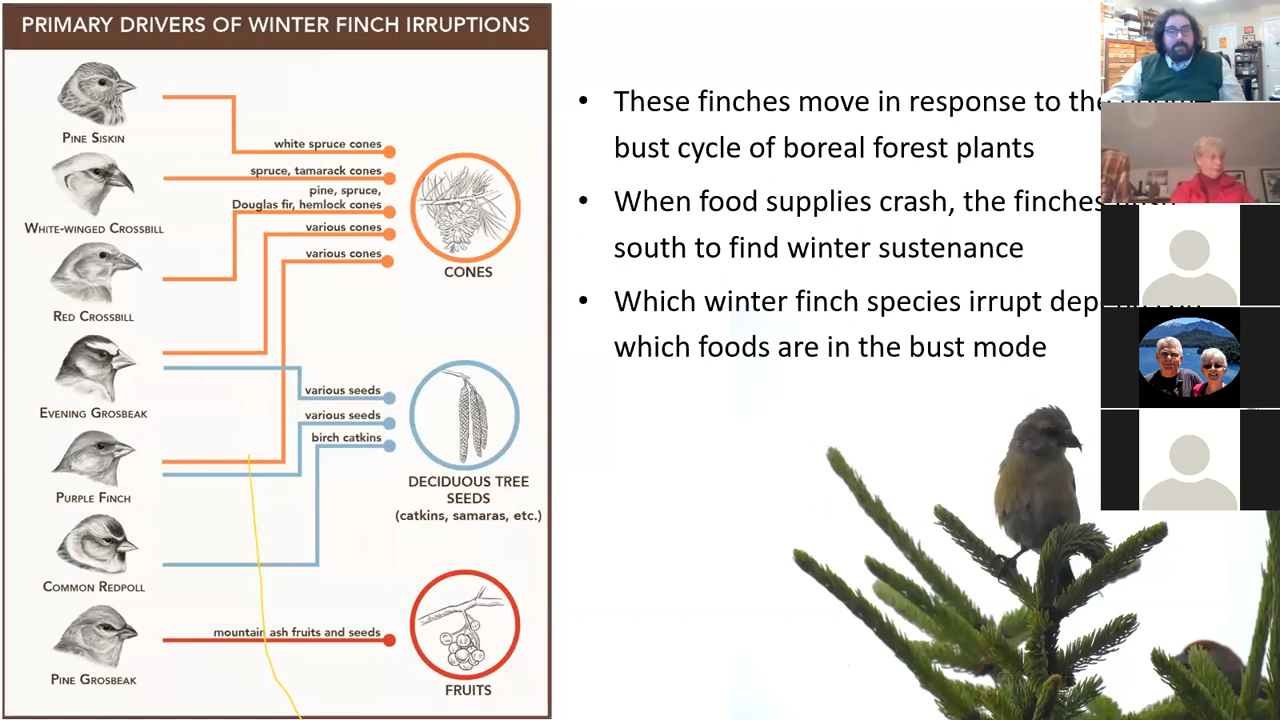 PRIMARY DRIVERS OF WINTER FINCH IRRUPTIONS
PINE SISKIN
white spruce cones
WHITE-WINGED CROSSBILL
spruce, tamarack cones
RED CROSSBILL
pine, spruce,
Douglas fir, hemlock cones
EVENING GROSBEAK
various cones
various cones
CONES
PURPLE FINCH
various seeds
various seeds
COMMON REDPOLL
birch catkins
DECIDUOUS TREE
SEEDS
(catkins, samaras, etc.)
PINE GROSBEAK
mountain ash fruits and seeds
FRUITS
• These finches move in response to the
bust cycle of boreal forest plants
• When food supplies crash, the finches
south to find winter sustenance
• Which winter finch species irrupt
which foods are in the bust mode